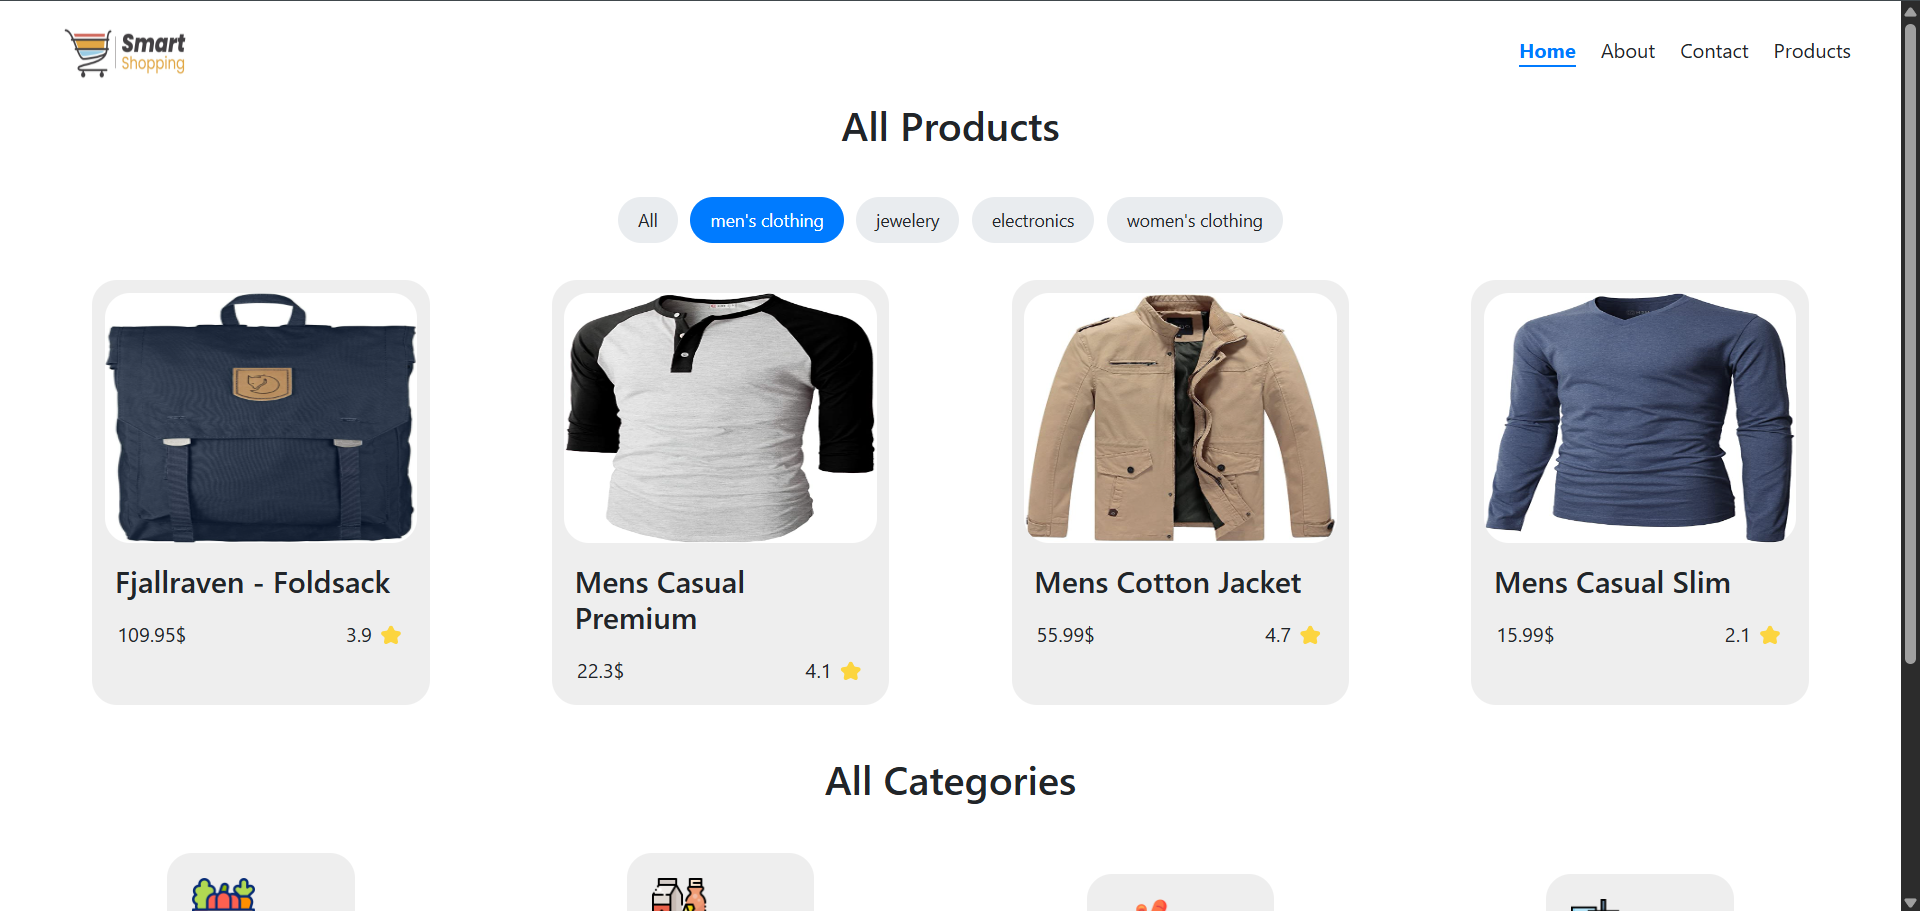 Smart
Shopping
Home About Contact Products
All Products
All men's clothing jewelery electronics women's clothing
Fjallraven - Foldsack
109.95$ 3.9
Mens Casual
Premium
22.3$ 4.1
Mens Cotton Jacket
55.99$ 4.7
Mens Casual Slim
15.99$ 2.1
All Categories